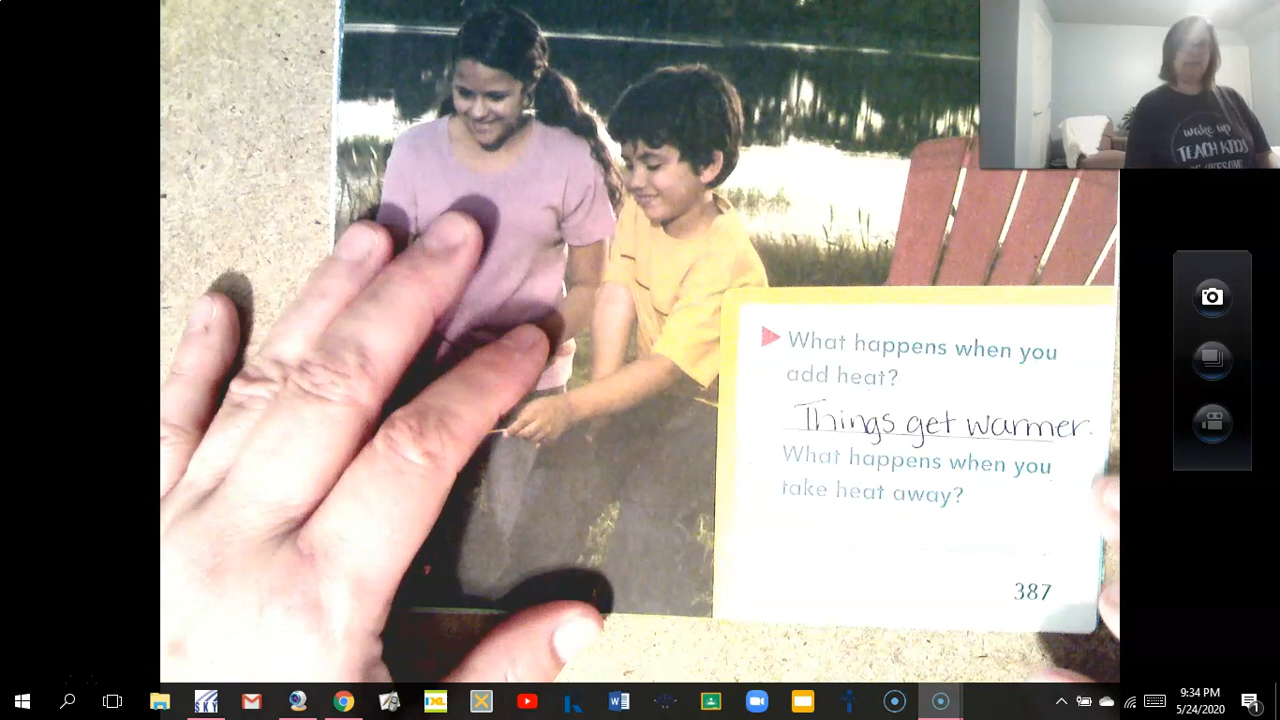 wake up
TEACH KIDS
What happens when you
add heat?
Things get warmer.
What happens when you
take heat away?
387
9:34 PM
5/24/2020